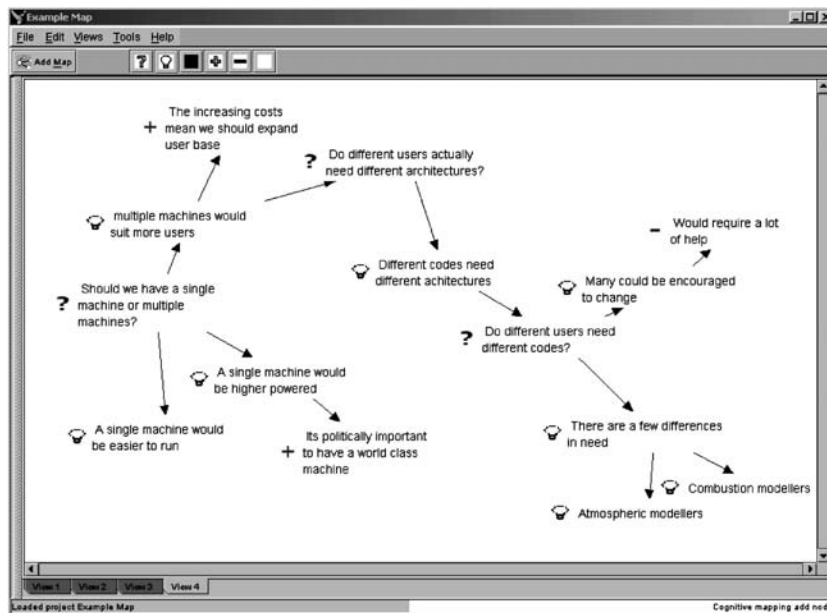 Example Map
File Edit Views Tools Help
Add Map ?
The increasing costs
+ mean we should expand
user base
? Do different users actually
need different architectures?
multiple machines would
suit more users
- Would require a lot
of help
Different codes need
different achitectures
Many could be encouraged
to change
Should we have a single
? machine or multiple
machines?
? Do different users need
different codes?
A single machine would
be higher powered
A single machine would
be easier to run
Its politically important
+ to have a world class
machine
There are a few differences
in need
Combustion modellers
Atmospheric modellers
View 1 View 2 View 3 View 4
Loaded project Example Map Cognitive mapping add nod